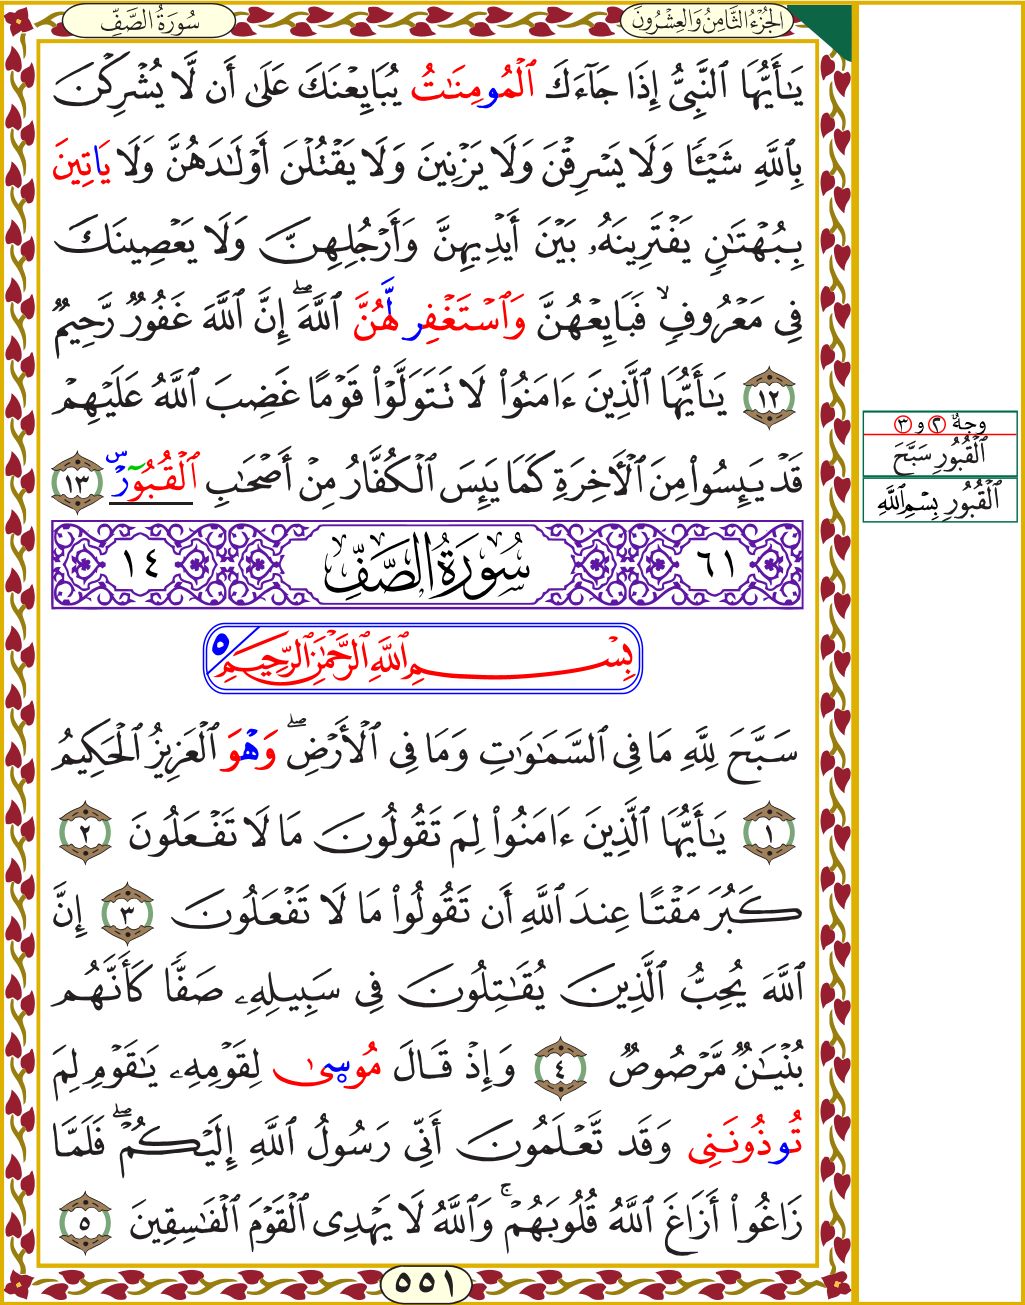 الجُزْءُ الثَّامِنُ وَالعِشْرُونَ
سُورَةُ الصَّفِّ
يَٰٓأَيُّهَا ٱلنَّبِىُّ إِذَا جَآءَكَ ٱلْمُومِنَٰتُ يُبَايِعْنَكَ عَلَىٰٓ أَن لَّا يُشْرِكْنَ
بِٱللَّهِ شَيْـًٔا وَلَا يَسْرِقْنَ وَلَا يَزْنِينَ وَلَا يَقْتُلْنَ أَوْلَٰدَهُنَّ وَلَا يَاتِينَ
بِبُهْتَٰنٍ يَفْتَرِينَهُۥ بَيْنَ أَيْدِيهِنَّ وَأَرْجُلِهِنَّ وَلَا يَعْصِينَكَ
فِى مَعْرُوفٍ ۙ فَبَايِعْهُنَّ وَٱسْتَغْفِر لَّهُنَّ ٱللَّهَ ۖ إِنَّ ٱللَّهَ غَفُورٌ رَّحِيمٌ
١٢ يَٰٓأَيُّهَا ٱلَّذِينَ ءَامَنُوا۟ لَا تَتَوَلَّوْا۟ قَوْمًا غَضِبَ ٱللَّهُ عَلَيْهِمْ
قَدْ يَئِسُوا۟ مِنَ ٱلْأَخِرَةِ كَمَا يَئِسَ ٱلْكُفَّارُ مِنْ أَصْحَٰبِ ٱلْقُبُورِ س ١٣
وجهٌ ٢ و ٣
ٱلْقُبُورِ سَبَّحَ
ٱلْقُبُورِ بِسْمِ ٱللَّهِ
٦١ سُورَةُ الصَّفِّ ١٤
بِسْمِ ٱللَّهِ ٱلرَّحْمَٰنِ ٱلرَّحِيمِ ٥
سَبَّحَ لِلَّهِ مَا فِى ٱلسَّمَٰوَٰتِ وَمَا فِى ٱلْأَرْضِ ۖ وَهْوَ ٱلْعَزِيزُ ٱلْحَكِيمُ
١ يَٰٓأَيُّهَا ٱلَّذِينَ ءَامَنُوا۟ لِمَ تَقُولُونَ مَا لَا تَفْعَلُونَ ٢
كَبُرَ مَقْتًا عِندَ ٱللَّهِ أَن تَقُولُوا۟ مَا لَا تَفْعَلُونَ ٣ إِنَّ
ٱللَّهَ يُحِبُّ ٱلَّذِينَ يُقَٰتِلُونَ فِى سَبِيلِهِۦ صَفًّا كَأَنَّهُم
بُنْيَٰنٌ مَّرْصُوصٌ ٤ وَإِذْ قَالَ مُوسَىٰ لِقَوْمِهِۦ يَٰقَوْمِ لِمَ
تُوذُونَنِى وَقَد تَّعْلَمُونَ أَنِّى رَسُولُ ٱللَّهِ إِلَيْكُمْ ۖ فَلَمَّا
زَاغُوٓا۟ أَزَاغَ ٱللَّهُ قُلُوبَهُمْ ۚ وَٱللَّهُ لَا يَهْدِى ٱلْقَوْمَ ٱلْفَٰسِقِينَ ٥
٥٥١